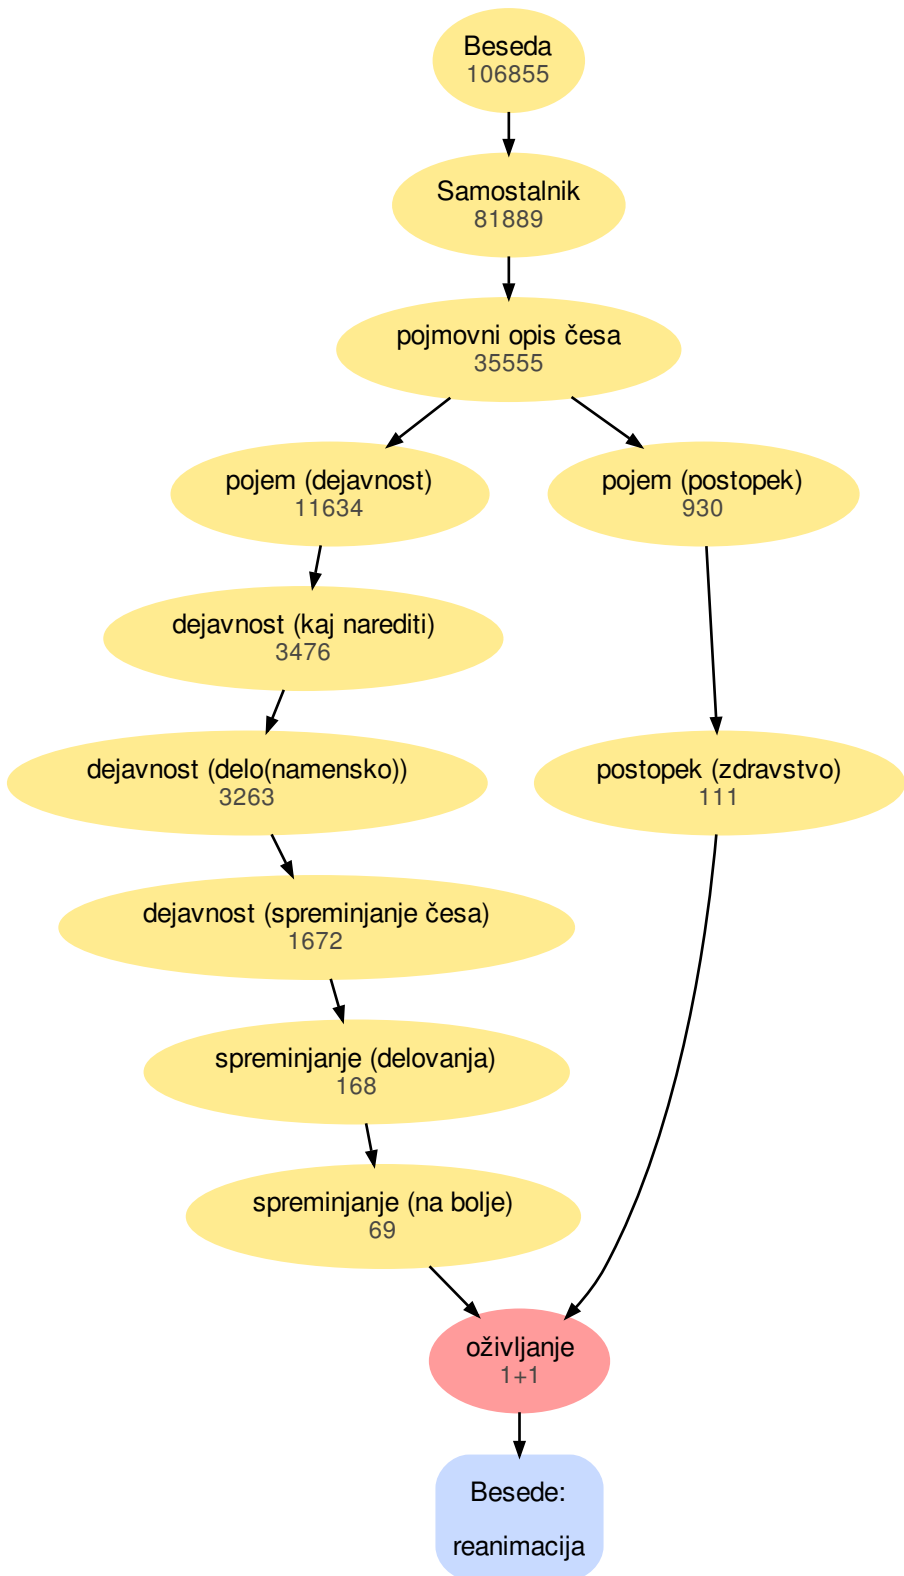 Beseda
106855
Samostalnik
81889
pojmovni opis česa
35555
pojem (dejavnost)
11634
pojem (postopek)
930
dejavnost (kaj narediti)
3476
dejavnost (delo(namensko))
3263
postopek (zdravstvo)
111
dejavnost (spreminjanje česa)
1672
spreminjanje (delovanja)
168
spreminjanje (na bolje)
69
oživljanje
1+1
Besede:
reanimacija